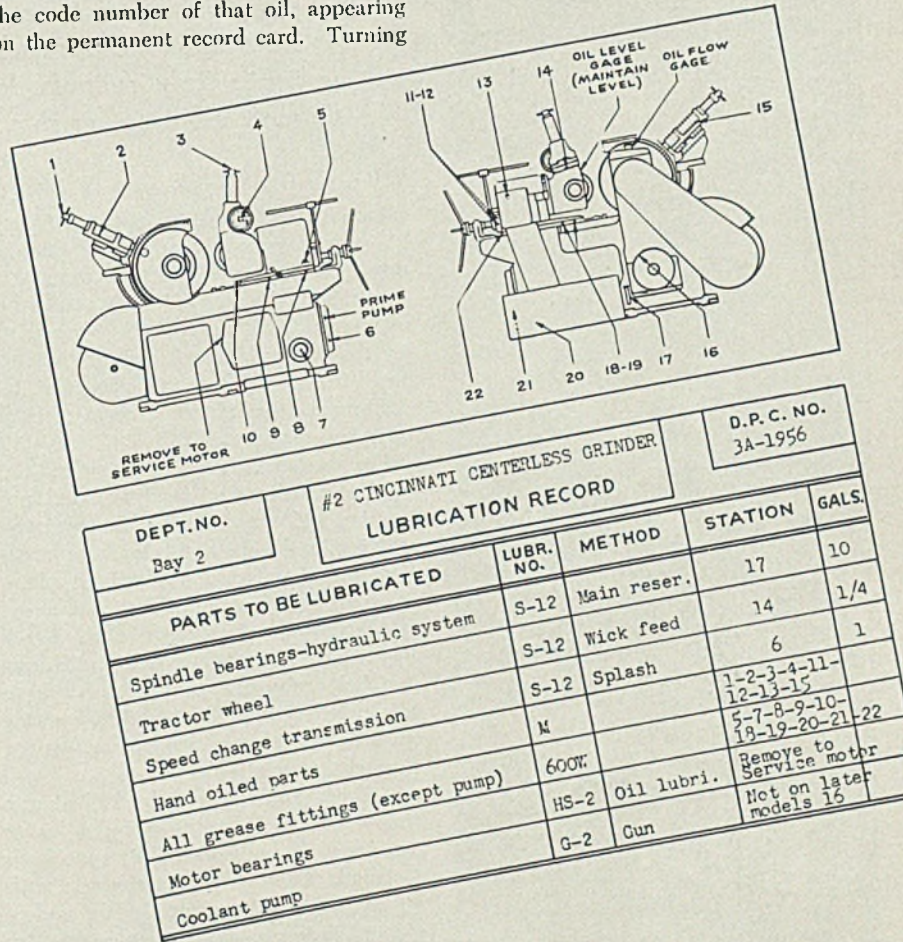 he code number of that oil, appearing
n the permanent record card. Turning
1
2
3
4
5
PRIME
PUMP
6
REMOVE TO
SERVICE MOTOR
10
9
8
7
11-12
13
14
OIL LEVEL
GAGE
(MAINTAIN
LEVEL)
OIL FLOW
GAGE
15
22
21
20
18-19
17
16
DEPT. NO.
Bay 2
#2 CINCINNATI CENTERLESS GRINDER
LUBRICATION RECORD
D.P.C. NO.
3A-1956
PARTS TO BE LUBRICATED
LUBR.
NO.
METHOD
STATION
GALS.
Spindle bearings-hydraulic system S-12 Main reser. 17 10
Tractor wheel S-12 Wick feed 14 1/4
Speed change transmission S-12 Splash 6 1
Hand oiled parts M 1-2-3-4-11-
12-13-15
All grease fittings (except pump) 600W 5-7-8-9-10-
18-19-20-21-22
Motor bearings HS-2 Oil lubri. Remove to
Service motor
Coolant pump G-2 Gun Not on later
models 16